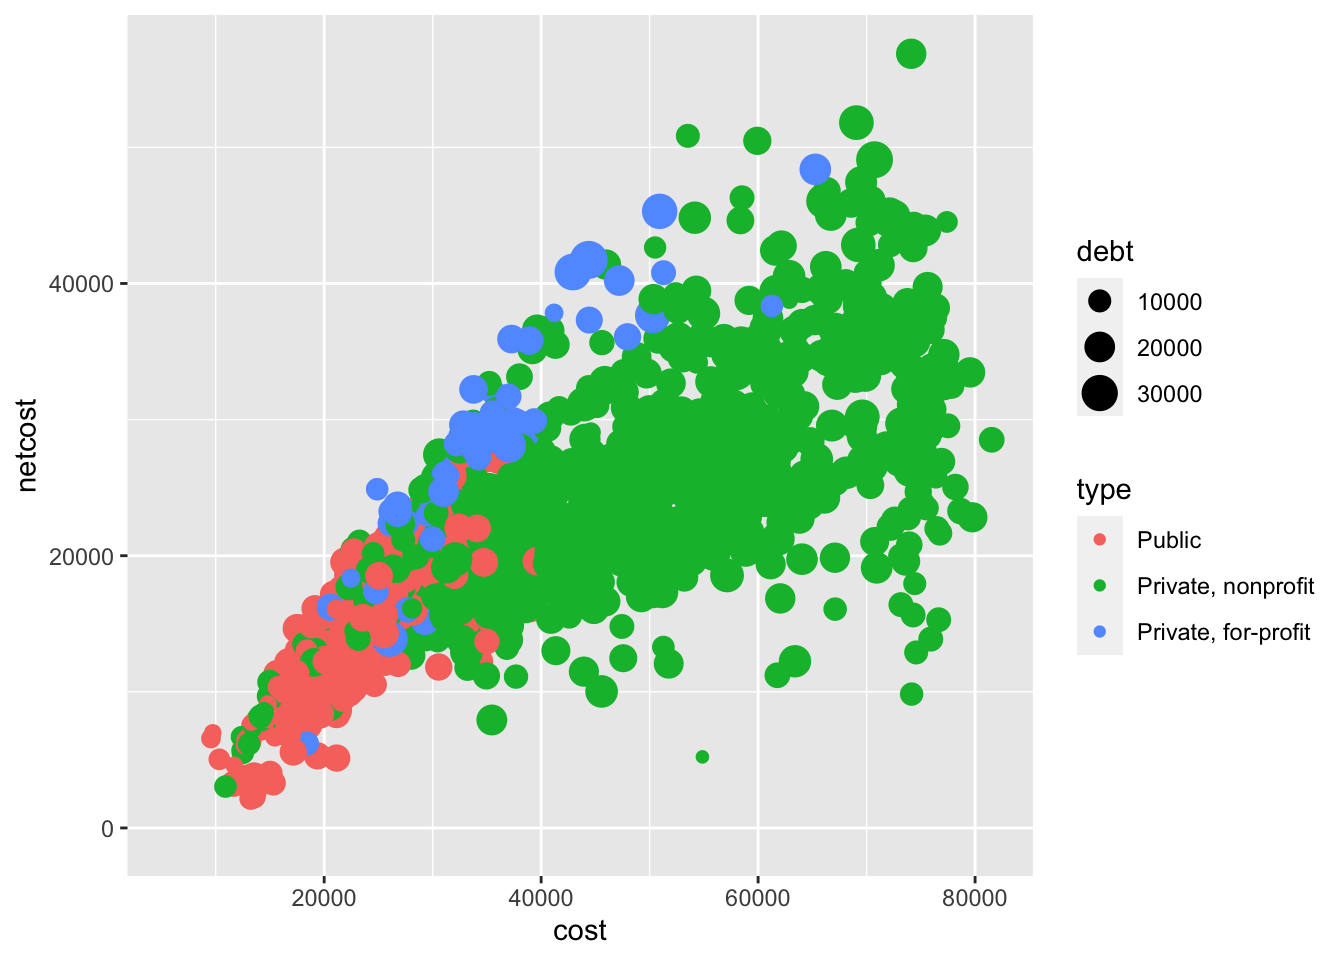 netcost
40000
20000
0
20000
40000
60000
80000
cost
debt
10000
20000
30000
type
Public
Private, nonprofit
Private, for-profit